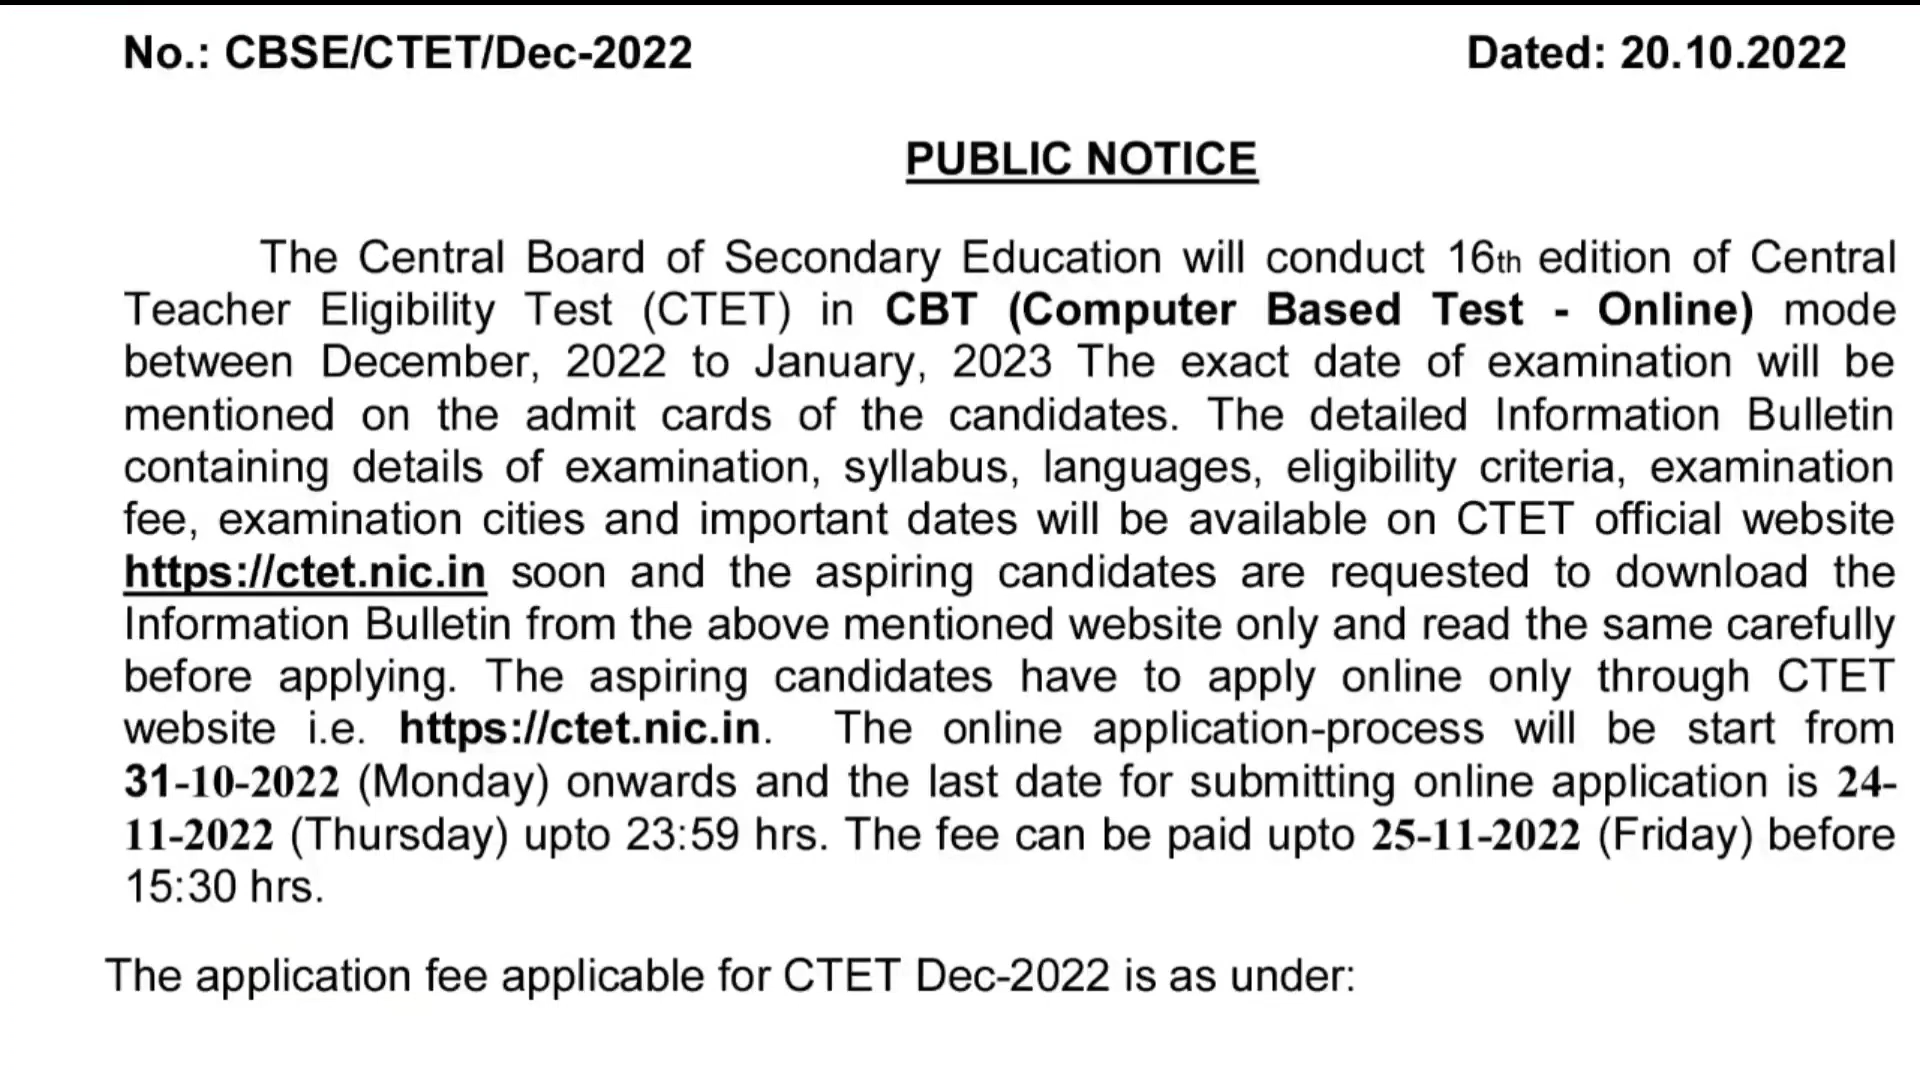 No.: CBSE/CTET/Dec-2022 Dated: 20.10.2022
PUBLIC NOTICE
The Central Board of Secondary Education will conduct 16th edition of Central
Teacher Eligibility Test (CTET) in CBT (Computer Based Test - Online) mode
between December, 2022 to January, 2023 The exact date of examination will be
mentioned on the admit cards of the candidates. The detailed Information Bulletin
containing details of examination, syllabus, languages, eligibility criteria, examination
fee, examination cities and important dates will be available on CTET official website
https://ctet.nic.in soon and the aspiring candidates are requested to download the
Information Bulletin from the above mentioned website only and read the same carefully
before applying. The aspiring candidates have to apply online only through CTET
website i.e. https://ctet.nic.in. The online application-process will be start from
31-10-2022 (Monday) onwards and the last date for submitting online application is 24-
11-2022 (Thursday) upto 23:59 hrs. The fee can be paid upto 25-11-2022 (Friday) before
15:30 hrs.
The application fee applicable for CTET Dec-2022 is as under: